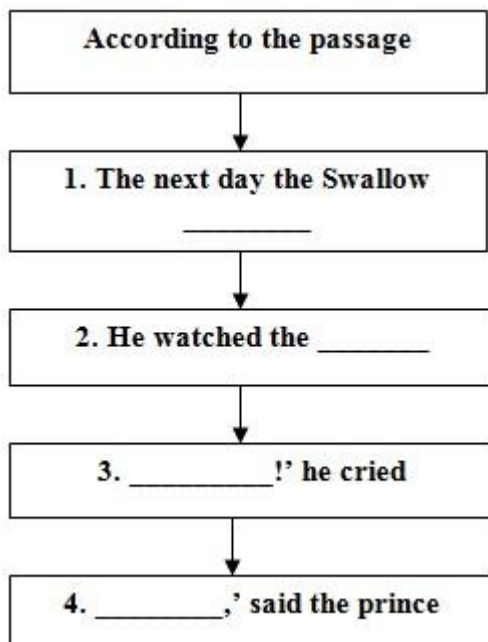 According to the passage
1. The next day the Swallow
_________
2. He watched the ________
3. __________!’ he cried
4. _________,’ said the prince